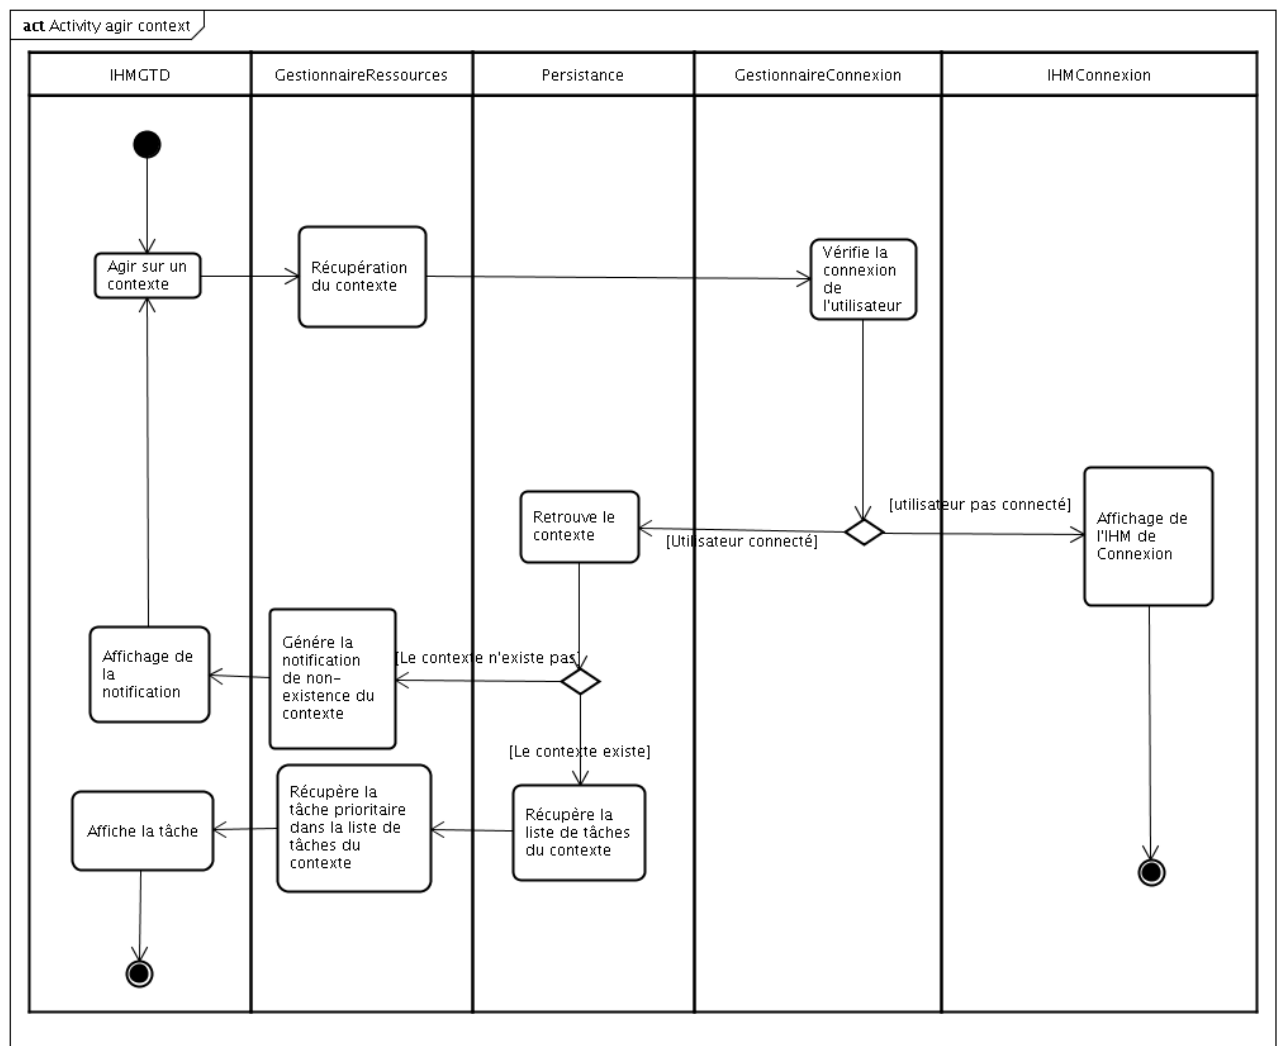 act Activity agir context
IHMGTD
GestionnaireRessources
Persistance
GestionnaireConnexion
IHMConnexion
Agir sur un
contexte
Récupération
du contexte
Vérifie la
connexion
de
l'utilisateur
[utilisateur pas connecté]
Retrouve le
contexte
[Utilisateur connecté]
Affichage de
l'IHM de
Connexion
Affichage de
la
notification
Génére la
notification
de non-
existence du
contexte
[Le contexte n'existe pas]
[Le contexte existe]
Affiche la tâche
Récupère la
tâche prioritaire
dans la liste de
tâches du
contexte
Récupère la
liste de tâches
du contexte